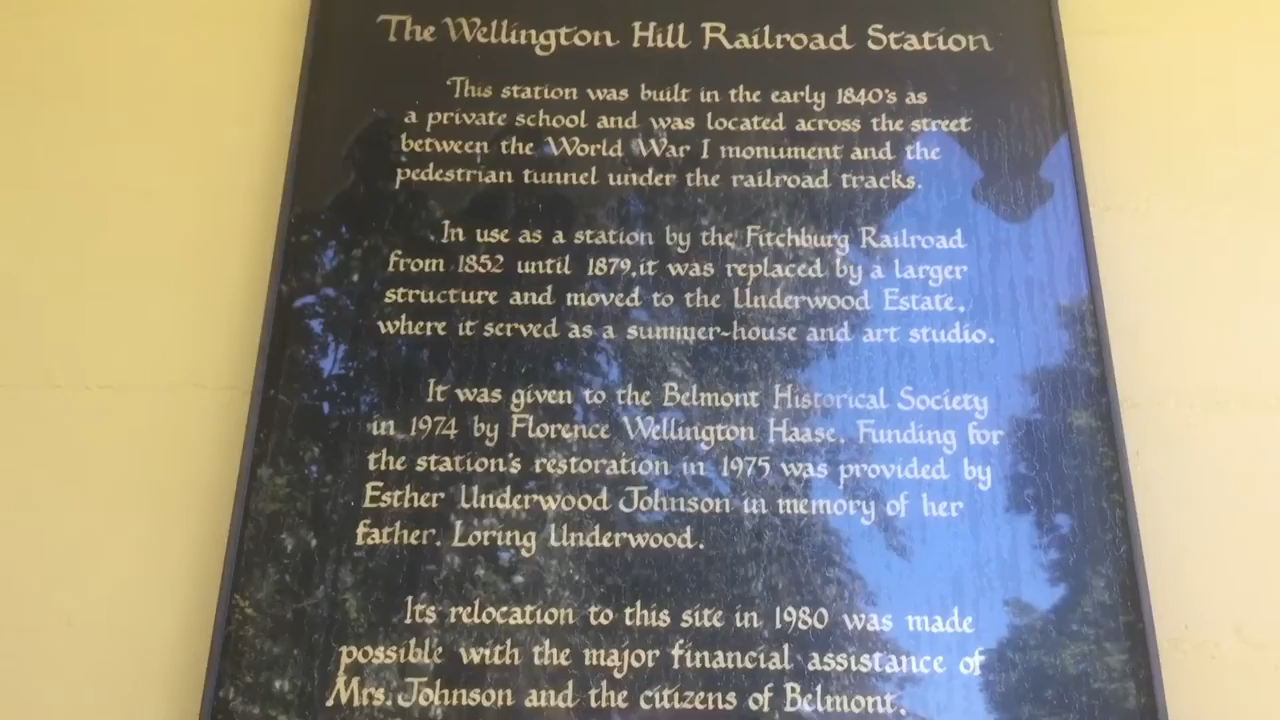 The Wellington Hill Railroad Station
This station was built in the early 1840's as
a private school and was located across the street
between the World War I monument and the
pedestrian tunnel under the railroad tracks.
In use as a station by the Fitchburg Railroad
from 1852 until 1879, it was replaced by a larger
structure and moved to the Underwood Estate,
where it served as a summer-house and art studio.
It was given to the Belmont Historical Society
in 1974 by Florence Wellington Haase. Funding for
the station's restoration in 1975 was provided by
Esther Underwood Johnson in memory of her
father, Loring Underwood.
Its relocation to this site in 1980 was made
possible with the major financial assistance of
Mrs. Johnson and the citizens of Belmont.